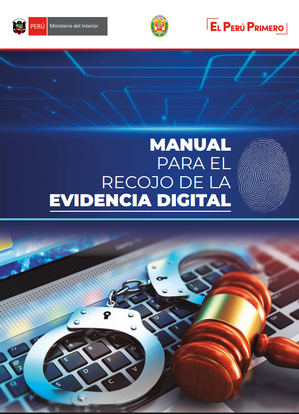 PERÚ Ministerio del Interior
EL PERÚ PRIMERO
MANUAL
PARA EL
RECOJO DE LA
EVIDENCIA DIGITAL